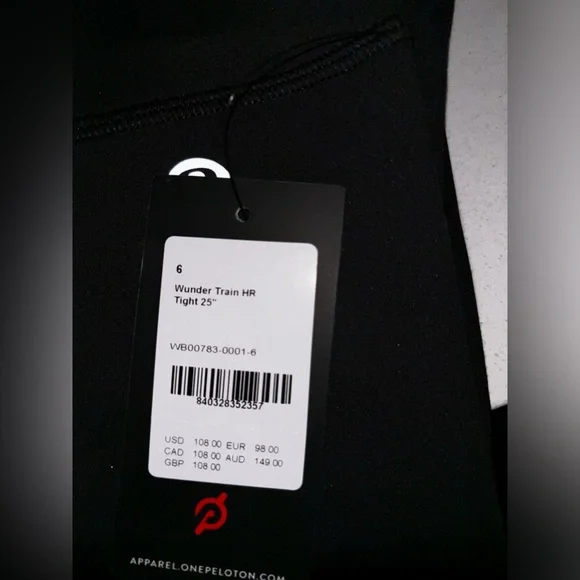 6
Wunder Train HR
Tight 25"
WB00783-0001-6
840328352357
USD 108.00 EUR 98.00
CAD 108.00 AUD 149.00
GBP 108.00
APPAREL.ONEPELOTON.COM